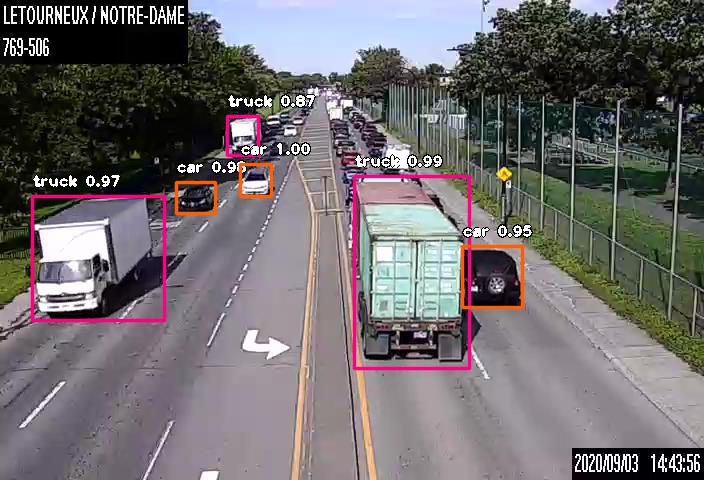 LETOURNEUX / NOTRE-DAME
769-506
truck 0.87
car 1.00
car 0.96
truck 0.99
truck 0.97
car 0.95
2020/09/03 14:43:56